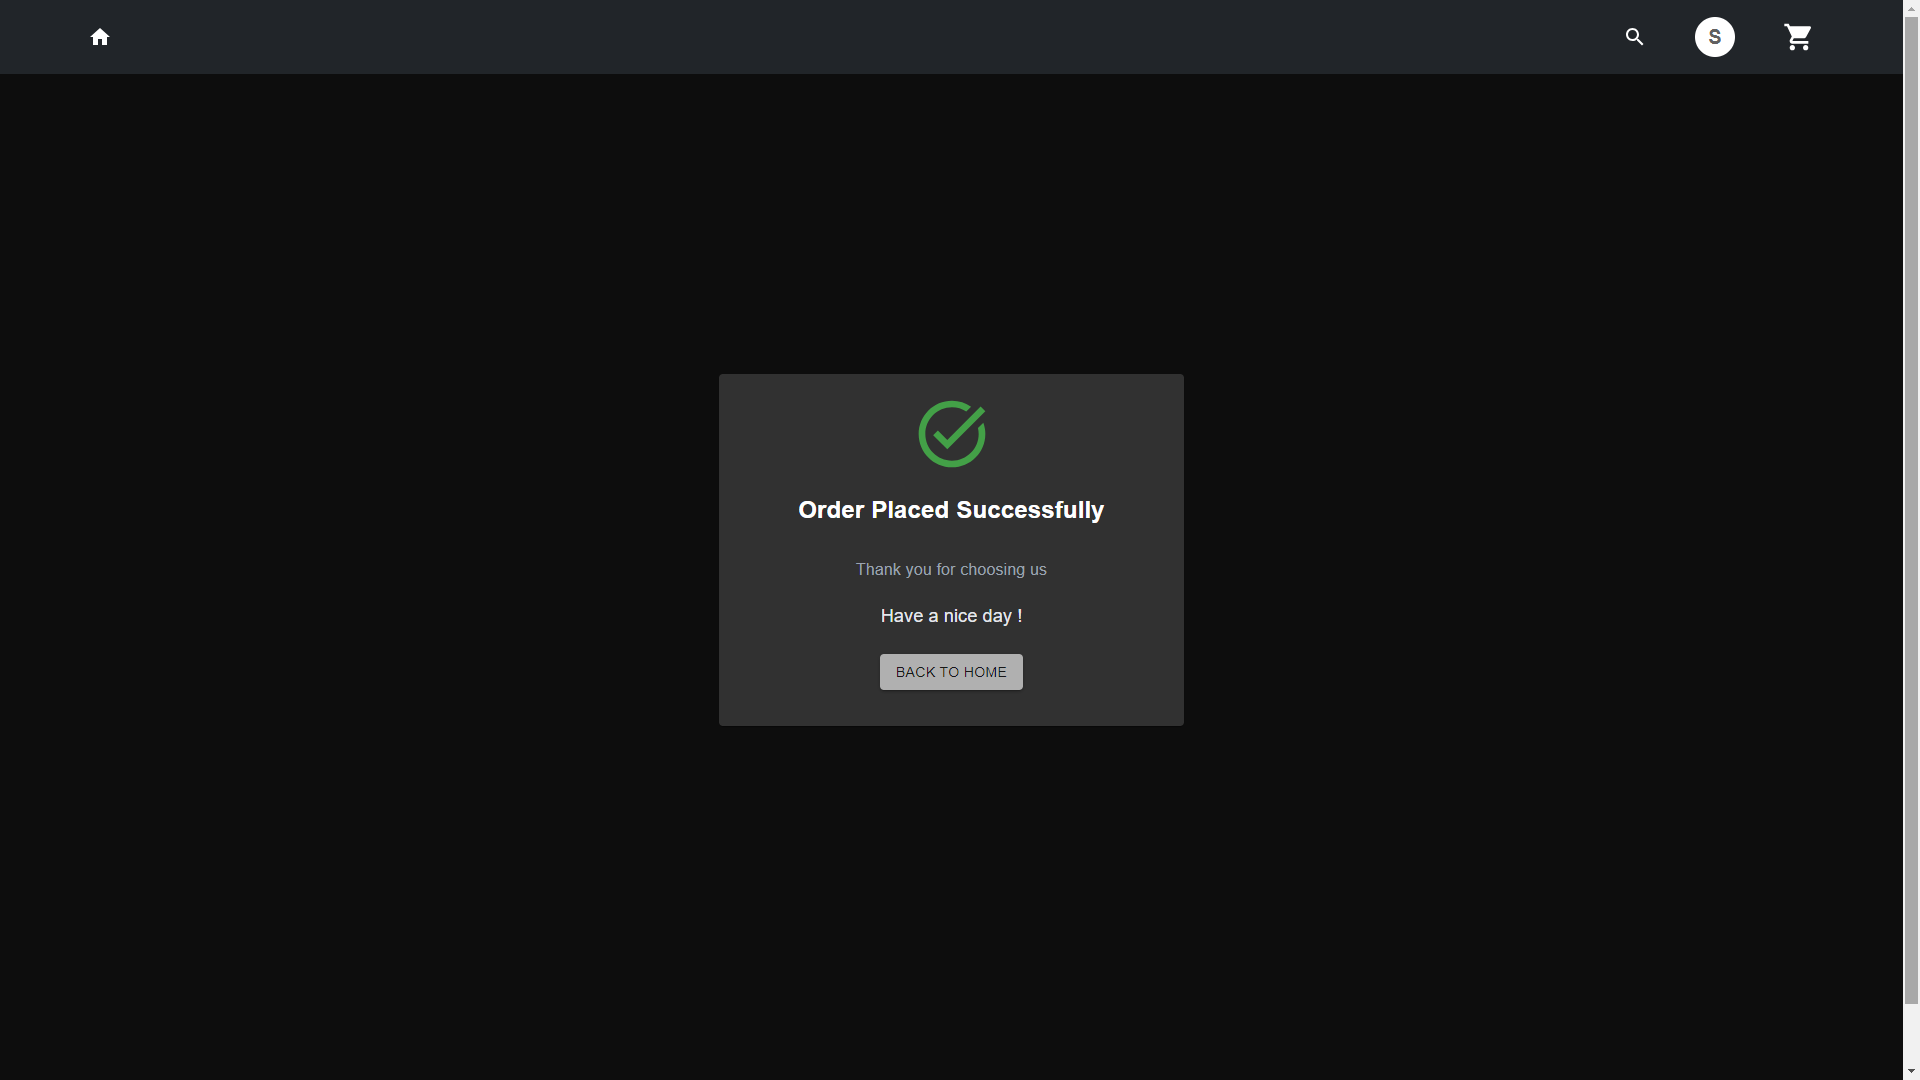 S
Order Placed Successfully
Thank you for choosing us
Have a nice day !
BACK TO HOME